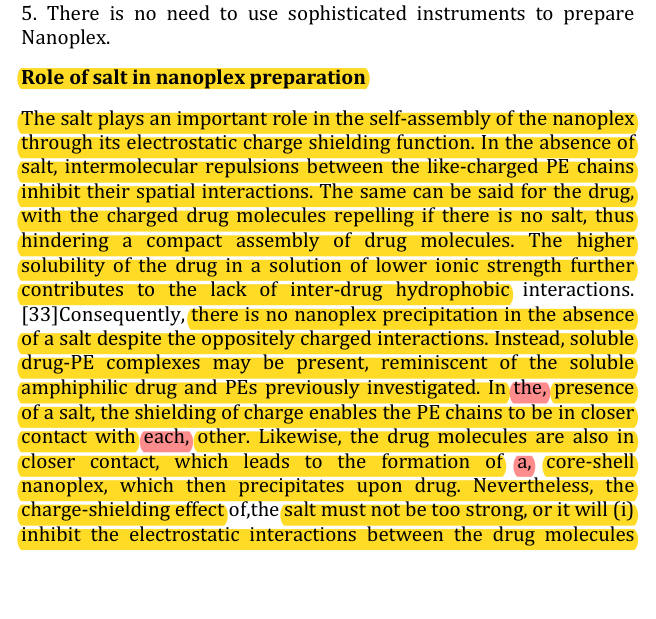 5. There is no need to use sophisticated instruments to prepare
Nanoplex.
Role of salt in nanoplex preparation
The salt plays an important role in the self-assembly of the nanoplex
through its electrostatic charge shielding function. In the absence of
salt, intermolecular repulsions between the like-charged PE chains
inhibit their spatial interactions. The same can be said for the drug,
with the charged drug molecules repelling if there is no salt, thus
hindering a compact assembly of drug molecules. The higher
solubility of the drug in a solution of lower ionic strength further
contributes to the lack of inter-drug hydrophobic interactions.
[33]Consequently, there is no nanoplex precipitation in the absence
of a salt despite the oppositely charged interactions. Instead, soluble
drug-PE complexes may be present, reminiscent of the soluble
amphiphilic drug and PEs previously investigated. In the, presence
of a salt, the shielding of charge enables the PE chains to be in closer
contact with each, other. Likewise, the drug molecules are also in
closer contact, which leads to the formation of a, core-shell
nanoplex, which then precipitates upon drug. Nevertheless, the
charge-shielding effect of,the salt must not be too strong, or it will (i)
inhibit the electrostatic interactions between the drug molecules